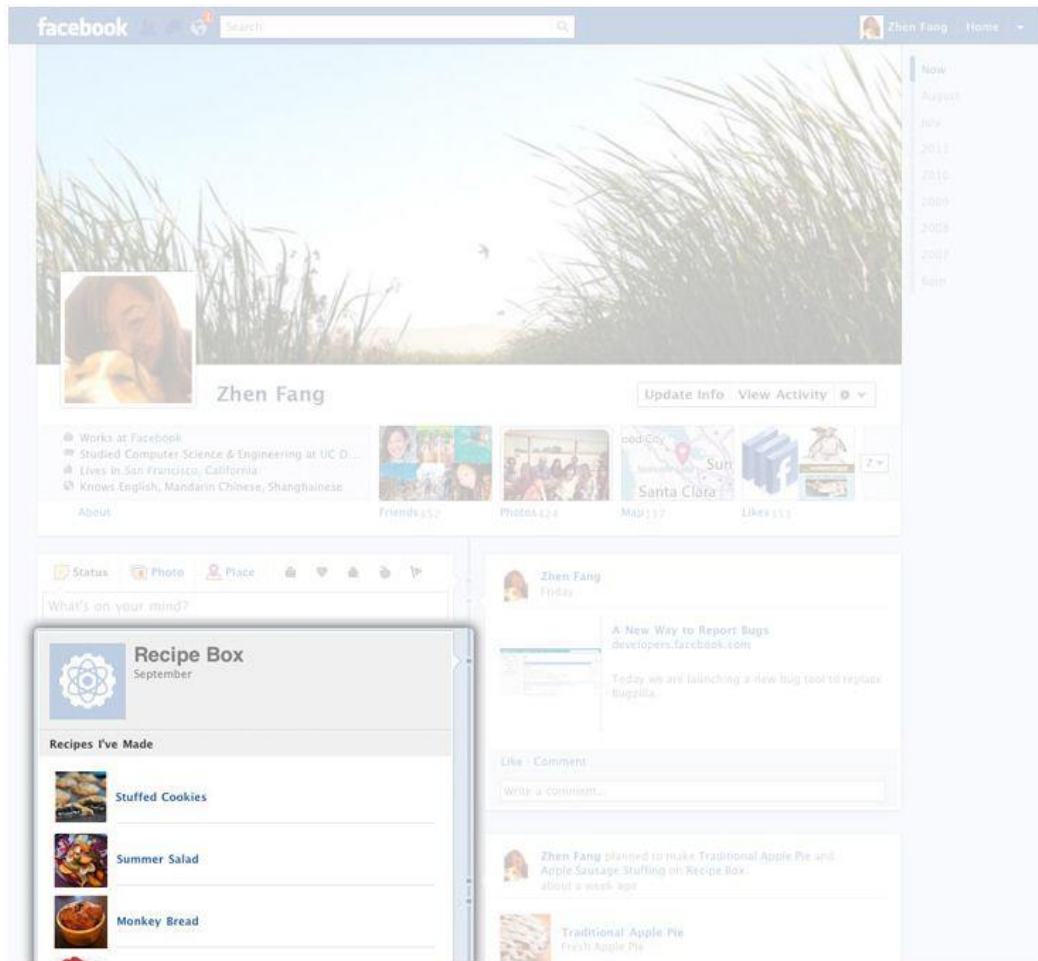 facebook
Search
Zhen Fang Home
Now
August
July
2011
2010
2009
2008
2007
Born
Zhen Fang
Update Info View Activity
Works at Facebook
Studied Computer Science & Engineering at UC D...
Lives in San Francisco, California
Knows English, Mandarin Chinese, Shanghainese
About
Sun
Santa Clara
Friends 152
Photos 124
Map
Likes
Status Photo Place
What's on your mind?
Recipe Box
September
Recipes I've Made
Stuffed Cookies
Summer Salad
Monkey Bread
Zhen Fang
Friday
A New Way to Report Bugs
developers.facebook.com
Today we are launching a new bug tool to replace
Bugzilla.
Like · Comment
Write a comment...
Zhen Fang planned to make Traditional Apple Pie and
Apple Sausage Stuffing on Recipe Box.
about a week ago
Traditional Apple Pie
Fresh Apple Pie